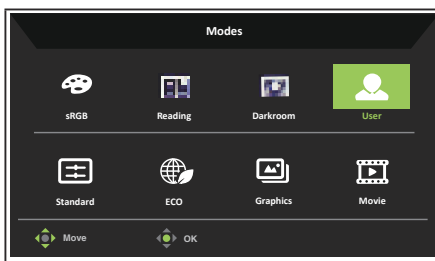 Modes
sRGB Reading Darkroom User
Standard ECO Graphics Movie
Move OK